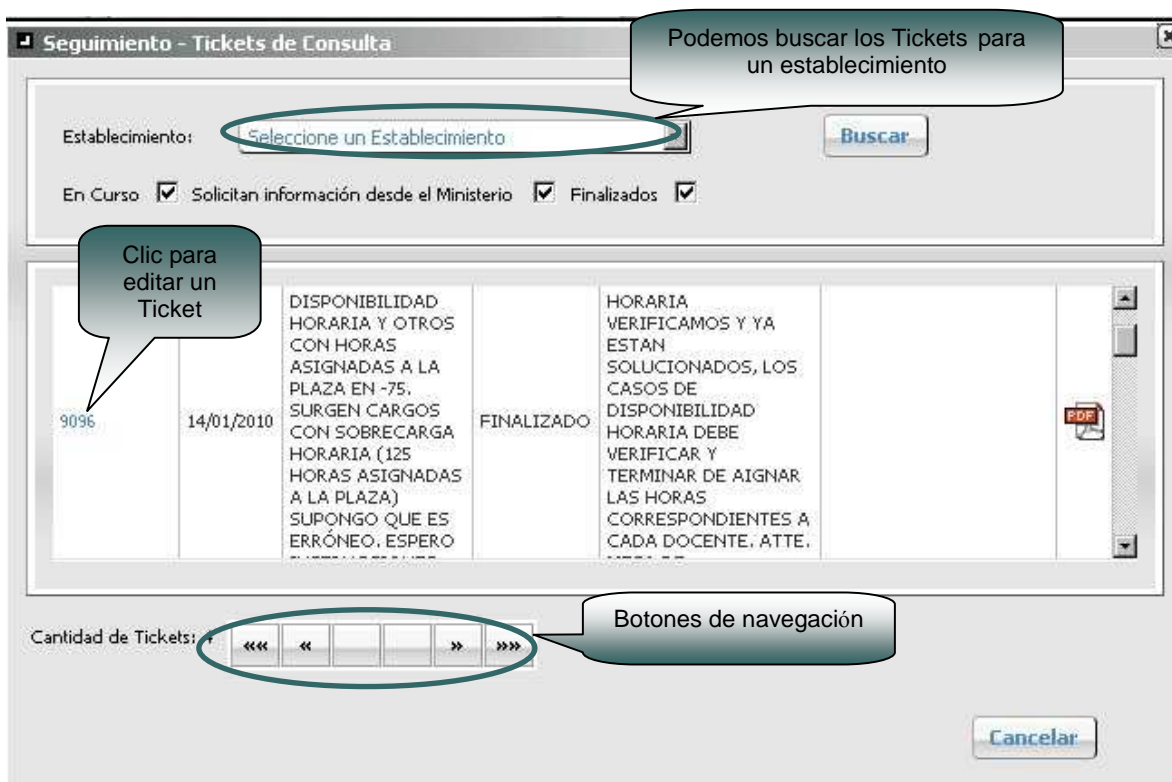 Seguimiento - Tickets de Consulta
Podemos buscar los Tickets para
un establecimiento
Establecimiento:
Seleccione un Establecimiento
Buscar
En Curso
Solicitan información desde el Ministerio
Finalizados
Clic para
editar un
Ticket
9096
14/01/2010
DISPONIBILIDAD
HORARIA Y OTROS
CON HORAS
ASIGNADAS A LA
PLAZA EN -75.
SURGEN CARGOS
CON SOBRECARGA
HORARIA (125
HORAS ASIGNADAS
A LA PLAZA)
SUPONGO QUE ES
ERRÓNEO. ESPERO
FINALIZADO
HORARIA
VERIFICAMOS Y YA
ESTAN
SOLUCIONADOS, LOS
CASOS DE
DISPONIBILIDAD
HORARIA DEBE
VERIFICAR Y
TERMINAR DE AIGNAR
LAS HORAS
CORRESPONDIENTES A
CADA DOCENTE. ATTE.
PDF
Cantidad de Tickets:
«« « » »»
Botones de navegación
Cancelar